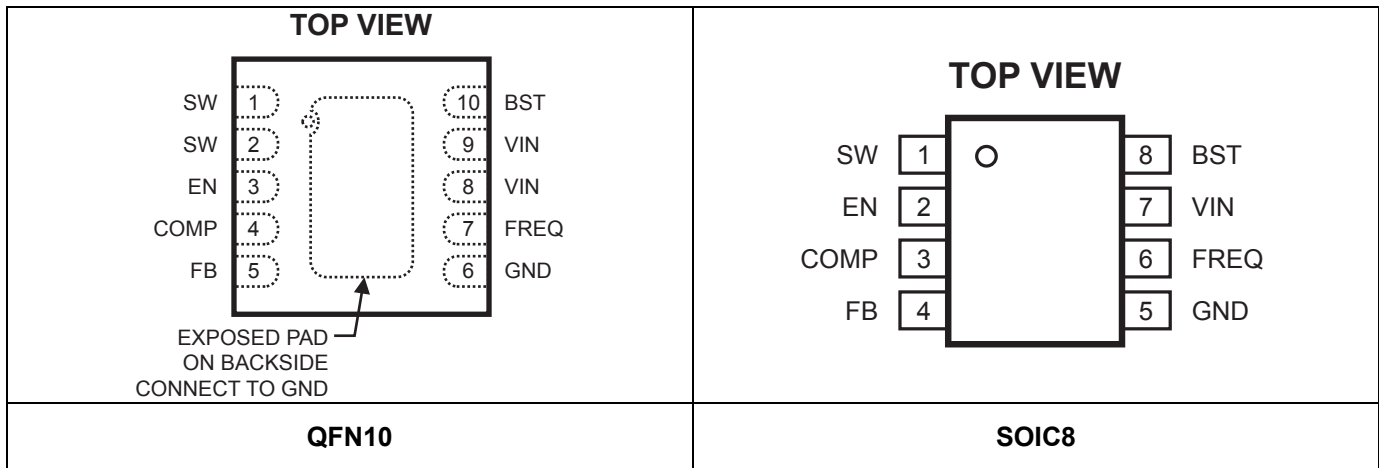 TOP VIEW
SW 1
SW 2
EN 3
COMP 4
FB 5
10 BST
9 VIN
8 VIN
7 FREQ
6 GND
EXPOSED PAD
ON BACKSIDE
CONNECT TO GND
QFN10
TOP VIEW
SW 1
EN 2
COMP 3
FB 4
8 BST
7 VIN
6 FREQ
5 GND
SOIC8